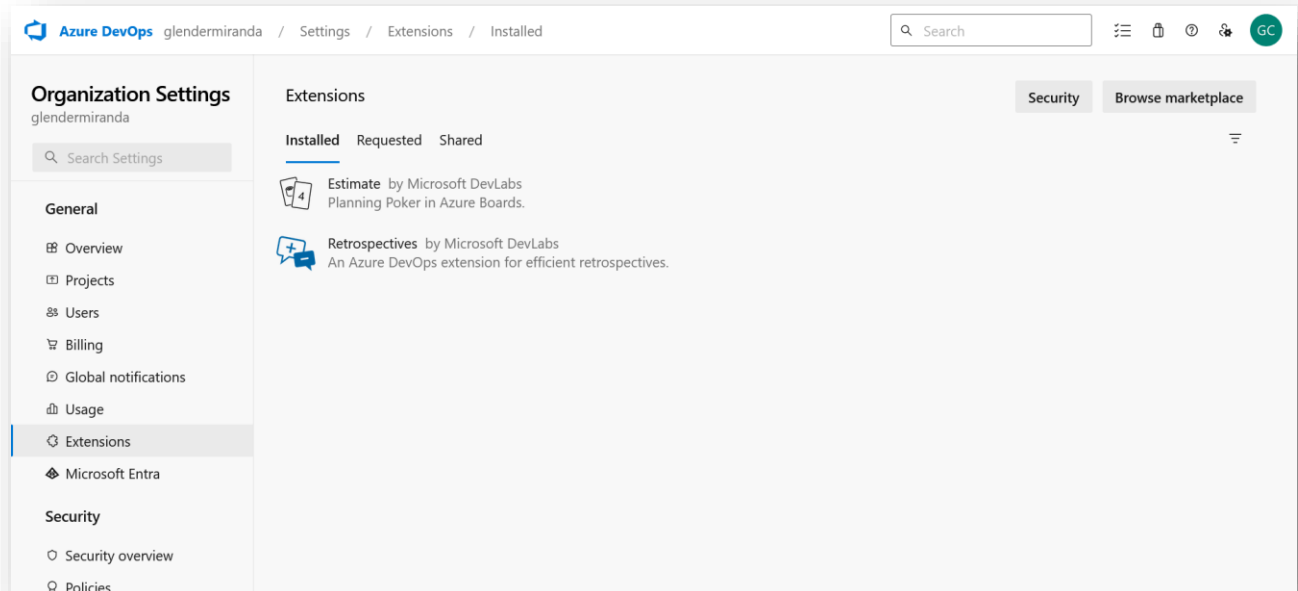 Azure DevOps glendermiranda / Settings / Extensions / Installed
Search
GC
Organization Settings
glendermiranda
Search Settings
General
Overview
Projects
Users
Billing
Global notifications
Usage
Extensions
Microsoft Entra
Security
Security overview
Policies
Extensions
Security
Browse marketplace
Installed Requested Shared
4
Estimate by Microsoft DevLabs
Planning Poker in Azure Boards.
Retrospectives by Microsoft DevLabs
An Azure DevOps extension for efficient retrospectives.